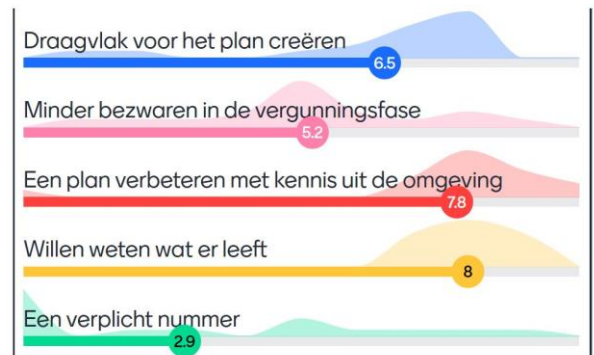 Draagvlak voor het plan creëren
6.5
Minder bezwaren in de vergunningsfase
5.2
Een plan verbeteren met kennis uit de omgeving
7.8
Willen weten wat er leeft
8
Een verplicht nummer
2.9